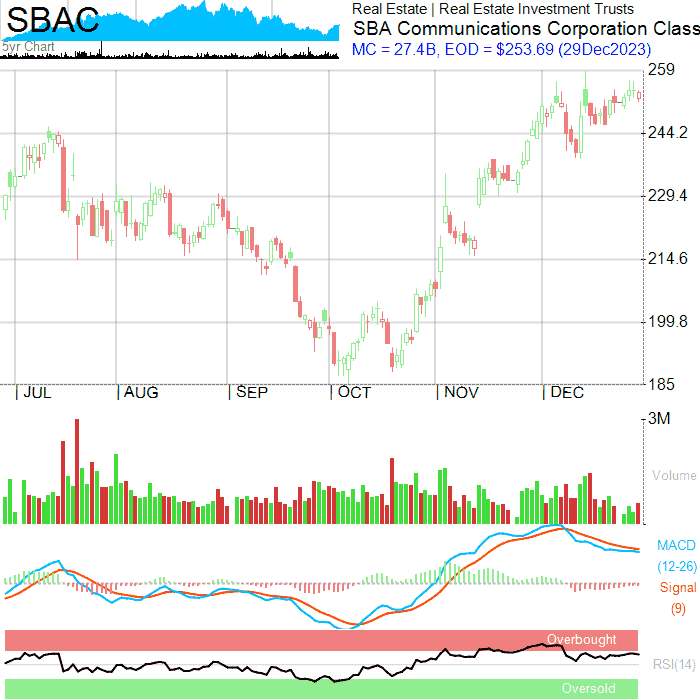 SBAC
5yr Chart
Real Estate | Real Estate Investment Trusts
SBA Communications Corporation Class
MC = 27.4B, EOD = $253.69 (29Dec2023)
259
244.2
229.4
214.6
199.8
185
JUL AUG SEP OCT NOV DEC
3M
Volume
MACD
(12-26)
Signal
(9)
Overbought
RSI(14)
Oversold